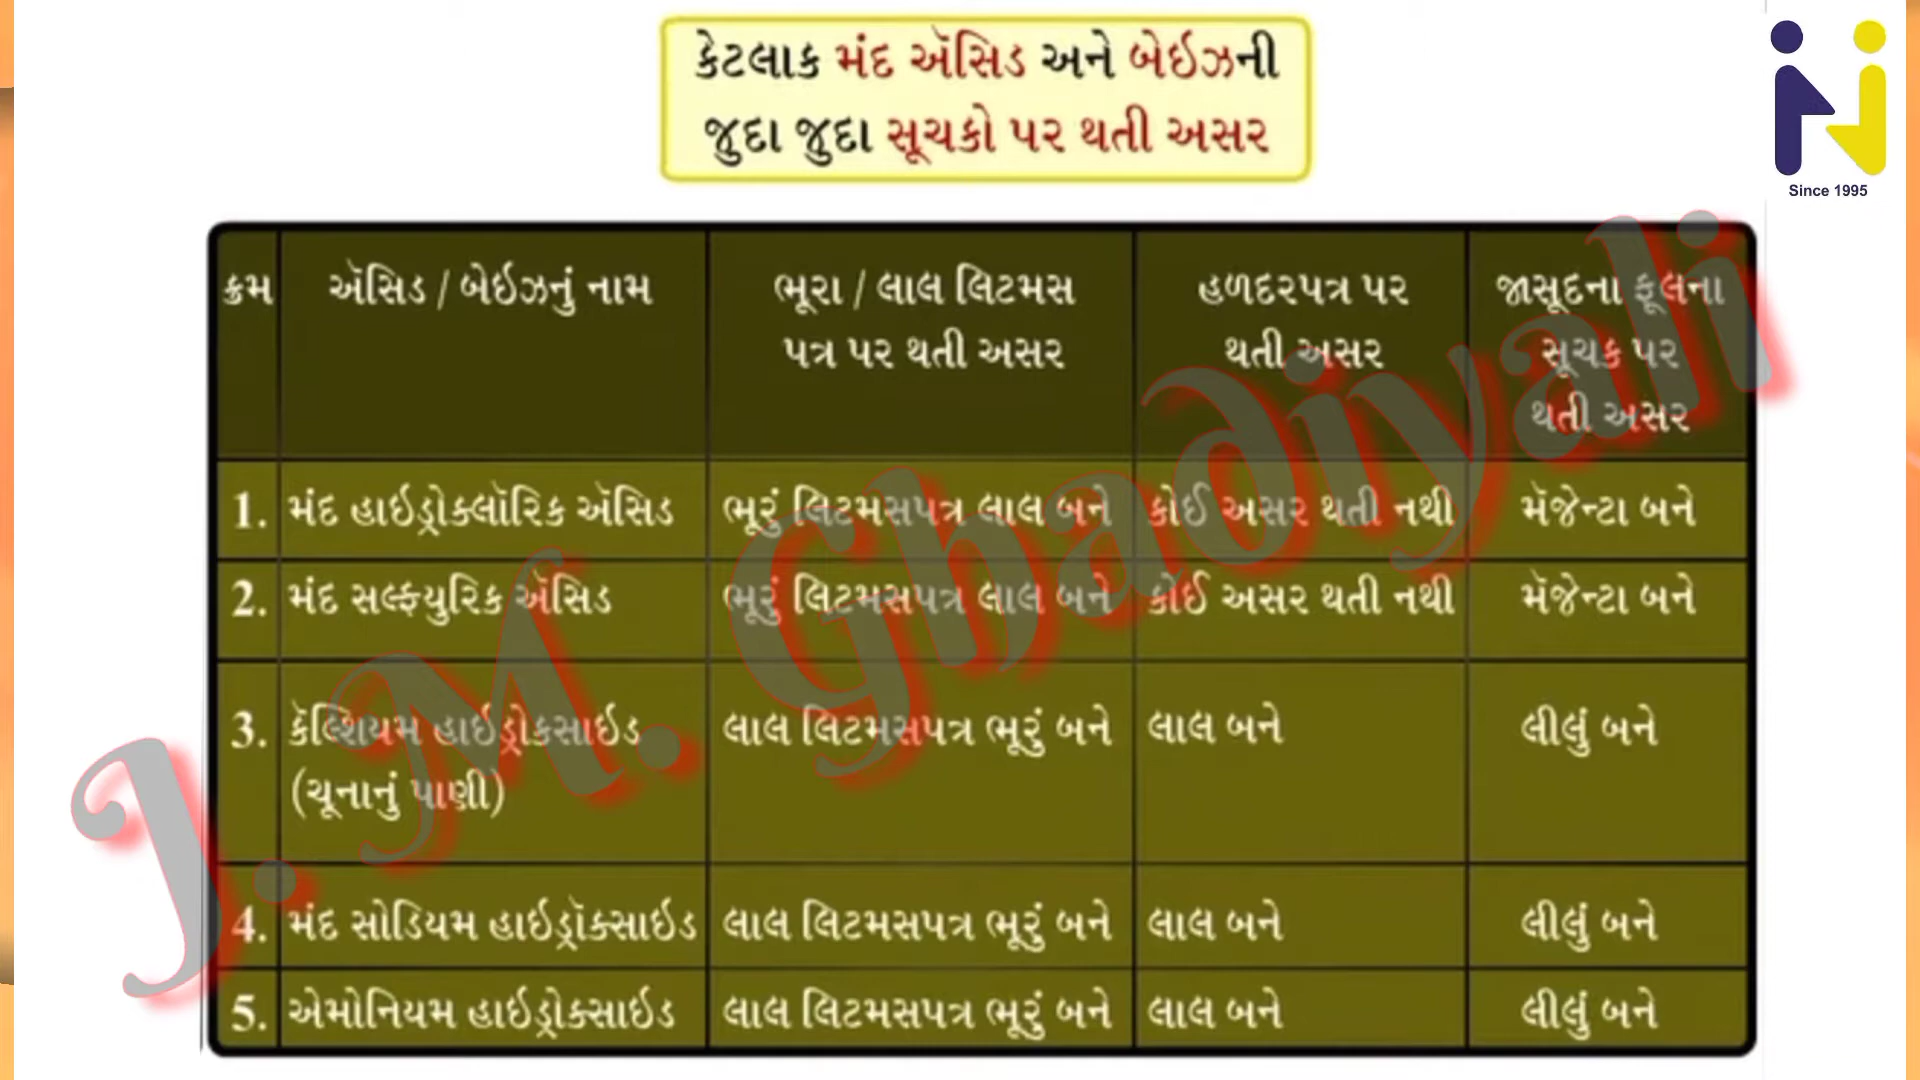 કેટલાક મંદ ઍસિડ અને બેઇઝની
જુદા જુદા સૂચકો પર થતી અસર
Since 1995
ક્રમ ઍસિડ / બેઇઝનું નામ ભૂરા / લાલ લિટમસ પત્ર પર થતી અસર હળદરપત્ર પર થતી અસર જાસૂદના ફૂલના સૂચક પર થતી અસર
1. મંદ હાઇડ્રોક્લૉરિક ઍસિડ ભૂરું લિટમસપત્ર લાલ બને કોઈ અસર થતી નથી મૅજેન્ટા બને
2. મંદ સલ્ફ્યુરિક ઍસિડ ભૂરું લિટમસપત્ર લાલ બને કોઈ અસર થતી નથી મૅજેન્ટા બને
3. કૅલ્શિયમ હાઇડ્રોકસાઇડ લાલ લિટમસપત્ર ભૂરું બને લાલ બને લીલું બને
(ચૂનાનું પાણી)
4. મંદ સોડિયમ હાઇડ્રૉક્સાઇડ લાલ લિટમસપત્ર ભૂરું બને લાલ બને લીલું બને
5. એમોનિયમ હાઇડ્રોક્સાઇડ લાલ લિટમસપત્ર ભૂરું બને લાલ બને લીલું બને
J. M. Ghadiyali